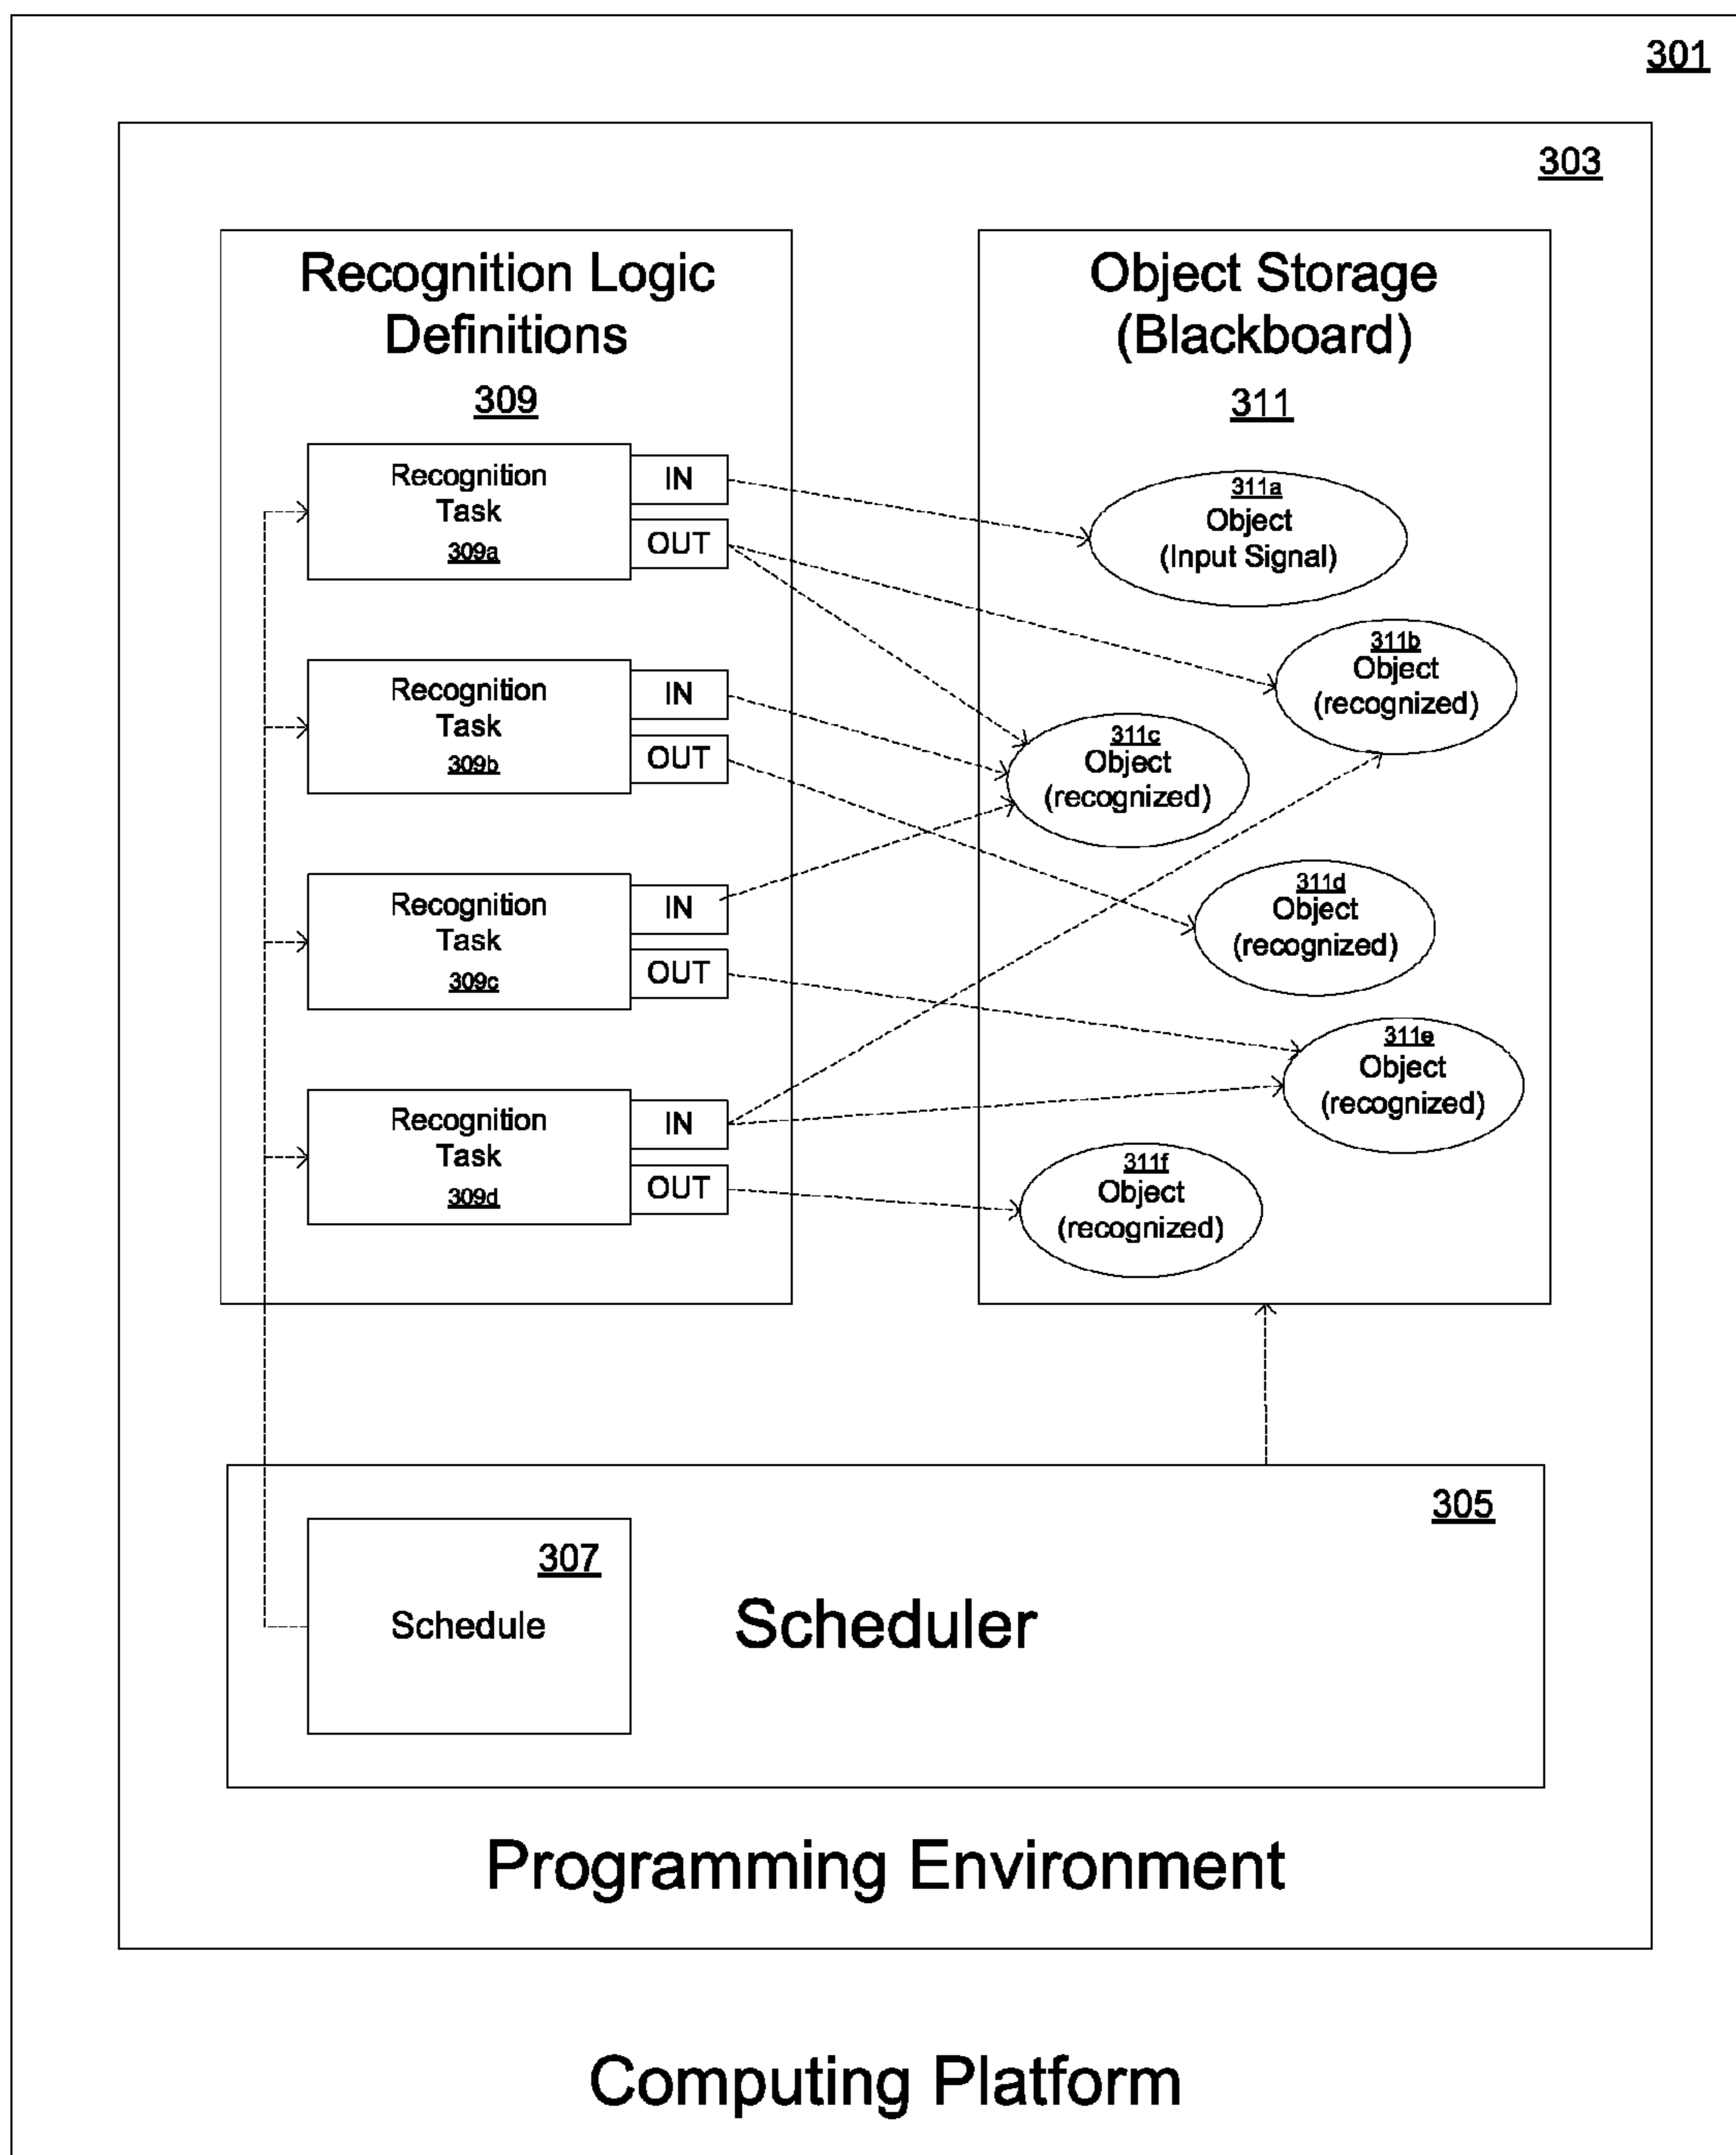 301
303
Recognition Logic
Definitions
309
Recognition
Task
309a
IN
OUT
Recognition
Task
309b
IN
OUT
Recognition
Task
309c
IN
OUT
Recognition
Task
309d
IN
OUT
Object Storage
(Blackboard)
311
311a
Object
(Input Signal)
311b
Object
(recognized)
311c
Object
(recognized)
311d
Object
(recognized)
311e
Object
(recognized)
311f
Object
(recognized)
305
307
Schedule
Scheduler
Programming Environment
Computing Platform